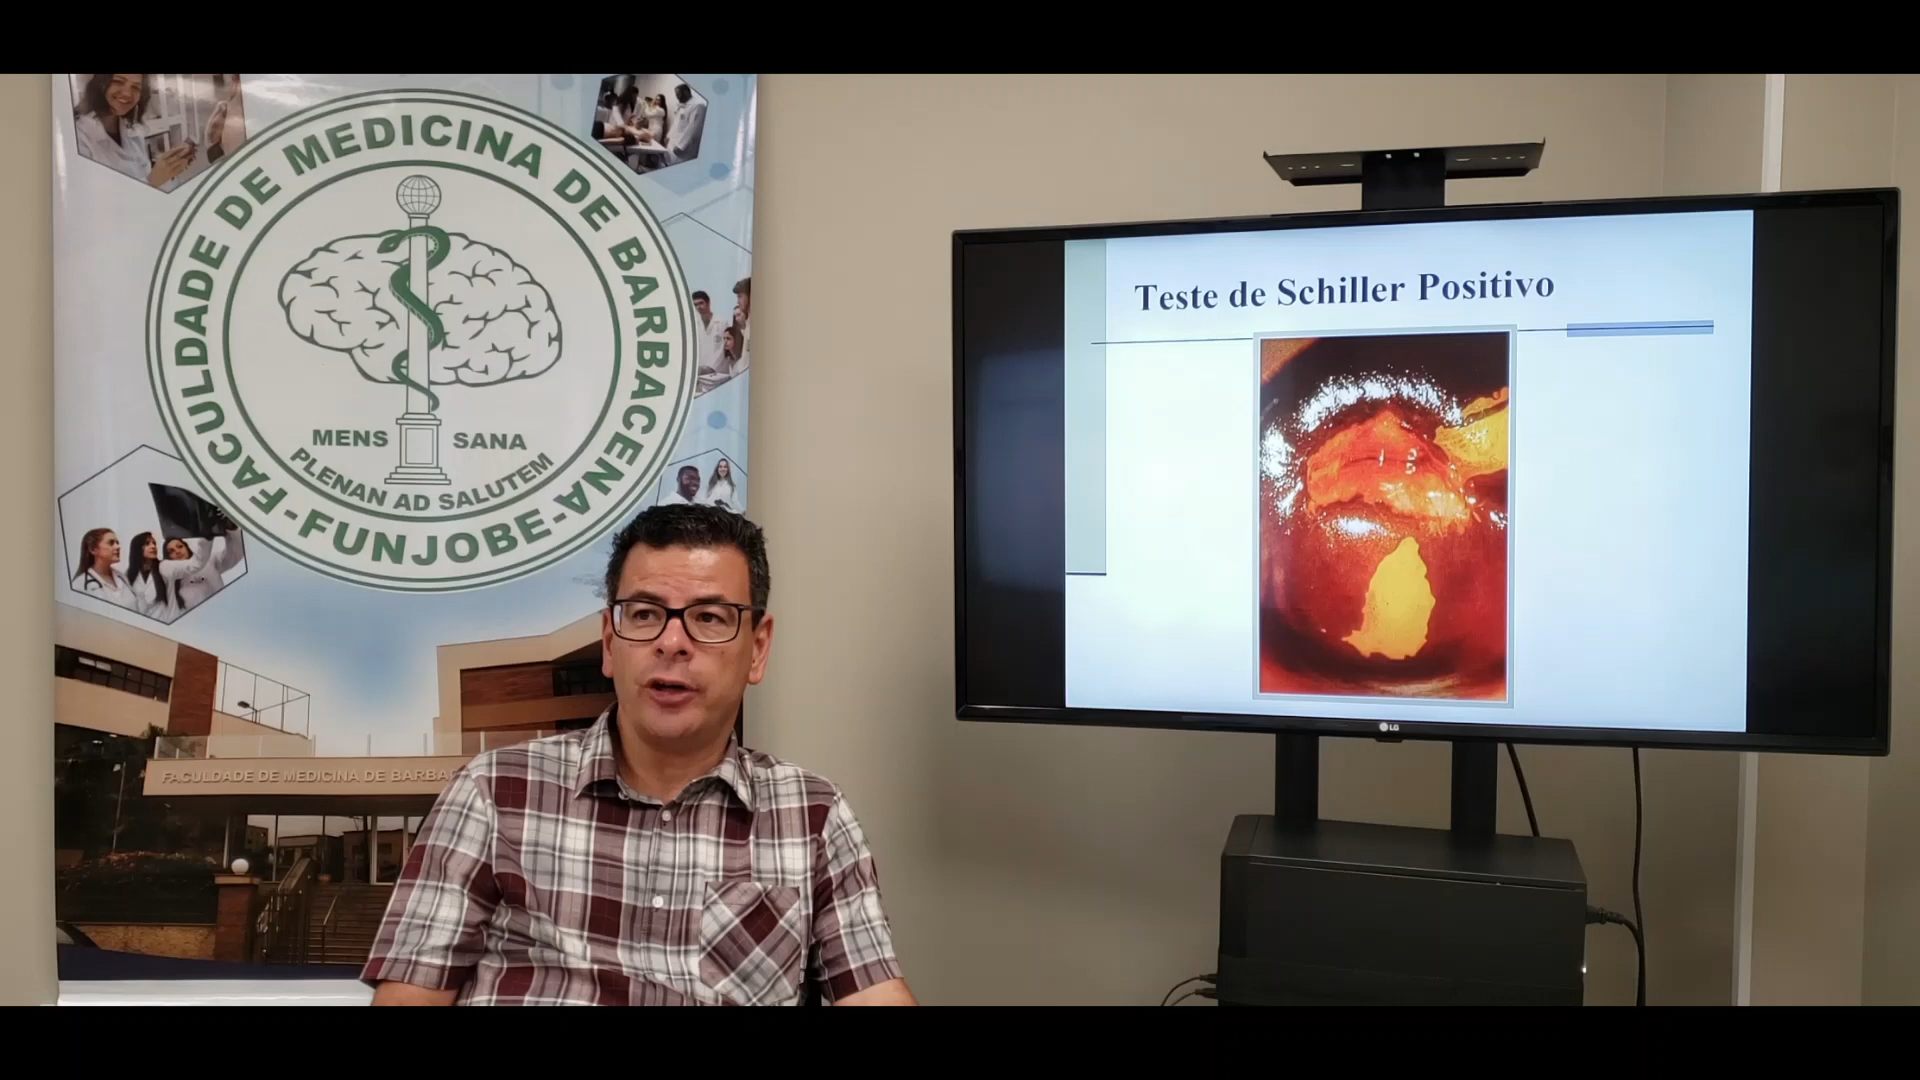 FACULDADE DE MEDICINA DE BARBACENA
-FUNJOBE-
MENS SANA
PLENAN AD SALUTEM
FACULDADE DE MEDICINA DE BARBAC
Teste de Schiller Positivo
LG